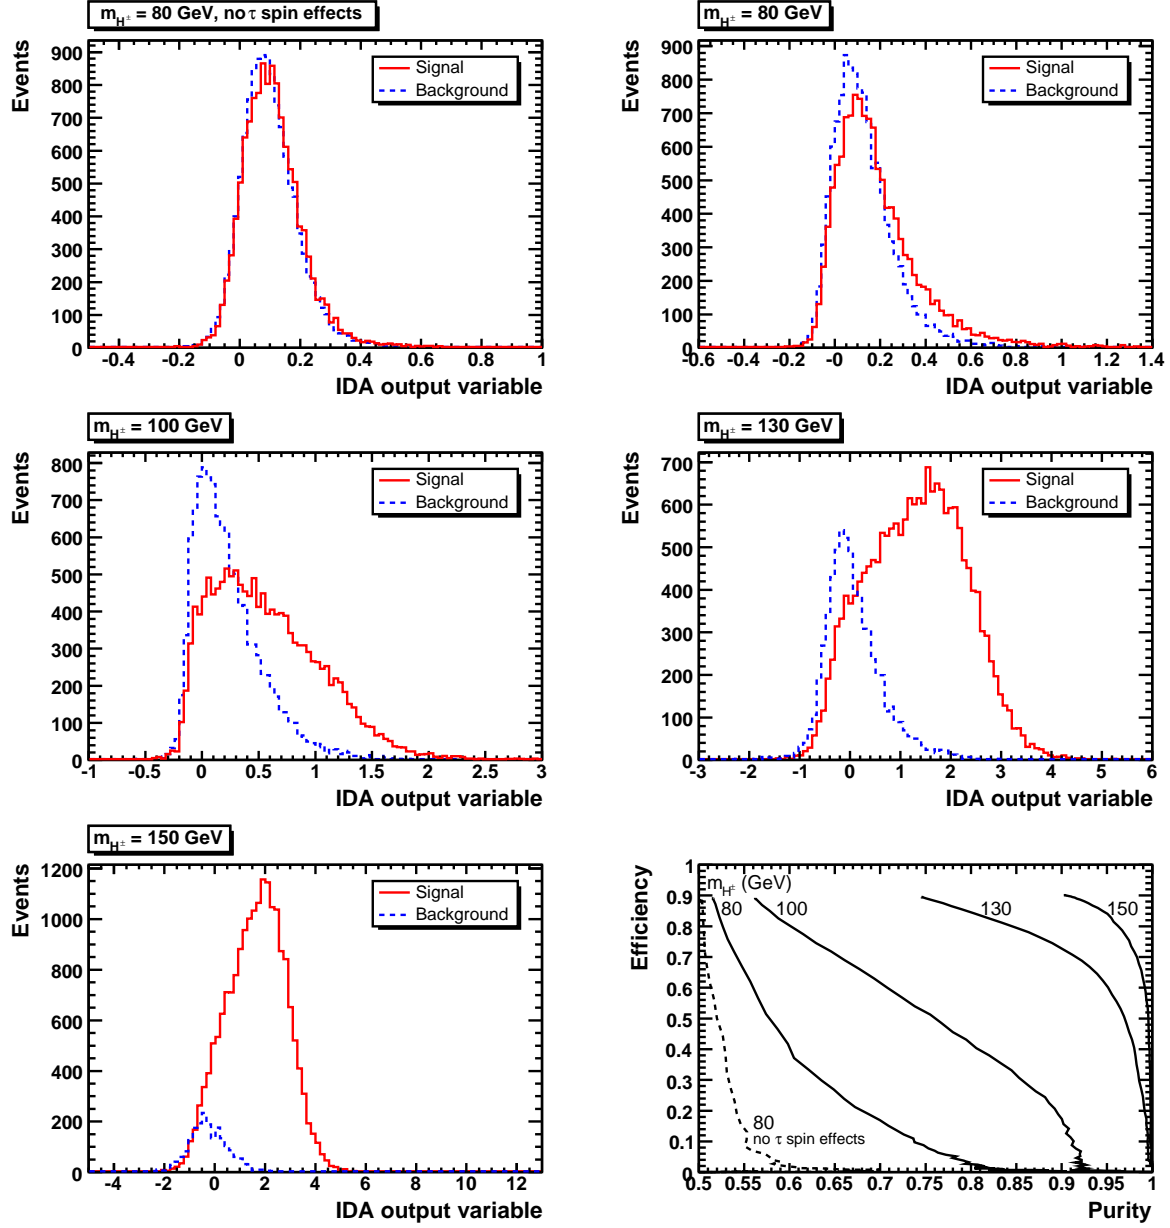 m_H± = 80 GeV, no τ spin effects
Events
900
800
700
600
500
400
300
200
100
0
Signal
Background
-0.4 -0.2 0 0.2 0.4 0.6 0.8 1
IDA output variable
m_H± = 80 GeV
Events
900
800
700
600
500
400
300
200
100
0
Signal
Background
-0.6 -0.4 -0.2 -0 0.2 0.4 0.6 0.8 1 1.2 1.4
IDA output variable
m_H± = 100 GeV
Events
800
700
600
500
400
300
200
100
0
Signal
Background
-1 -0.5 0 0.5 1 1.5 2 2.5 3
IDA output variable
m_H± = 130 GeV
Events
700
600
500
400
300
200
100
0
Signal
Background
-3 -2 -1 0 1 2 3 4 5 6
IDA output variable
m_H± = 150 GeV
Events
1200
1000
800
600
400
200
0
Signal
Background
-4 -2 0 2 4 6 8 10 12
IDA output variable
Efficiency
1
0.9
0.8
0.7
0.6
0.5
0.4
0.3
0.2
0.1
0
m_H± (GeV)
80 100 130 150
80
no τ spin effects
0.5 0.55 0.6 0.65 0.7 0.75 0.8 0.85 0.9 0.95 1
Purity